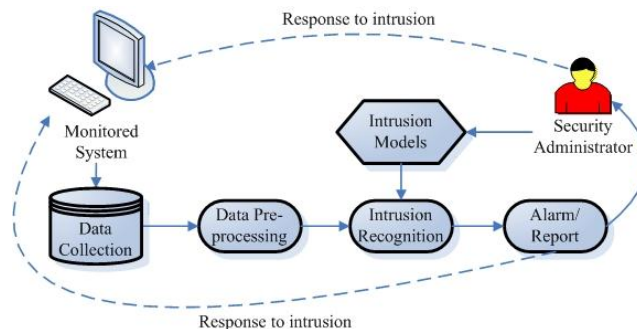 Response to intrusion
Monitored
System
Intrusion
Models
Security
Administrator
Data
Collection
Data Pre-
processing
Intrusion
Recognition
Alarm/
Report
Response to intrusion